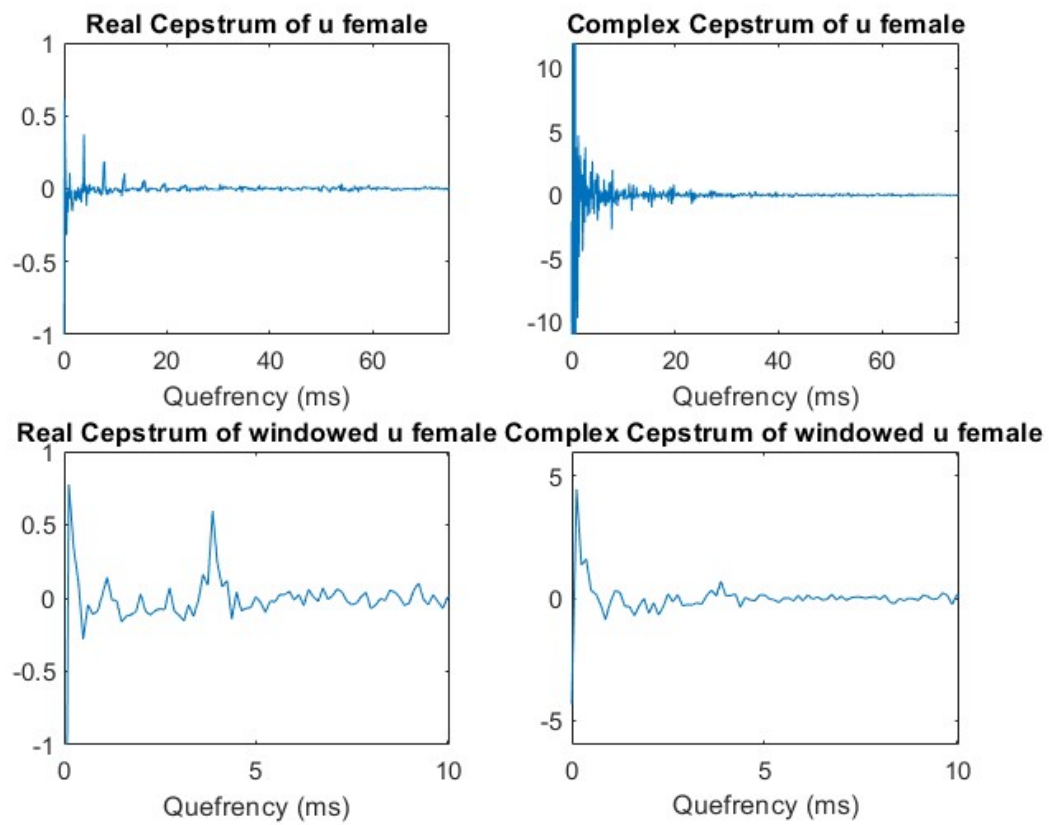 Real Cepstrum of u female
1
0.5
0
-0.5
-1
0 20 40 60
Quefrency (ms)
Complex Cepstrum of u female
10
5
0
-5
-10
0 20 40 60
Quefrency (ms)
Real Cepstrum of windowed u female
1
0.5
0
-0.5
-1
0 5 10
Quefrency (ms)
Complex Cepstrum of windowed u female
5
0
-5
0 5 10
Quefrency (ms)